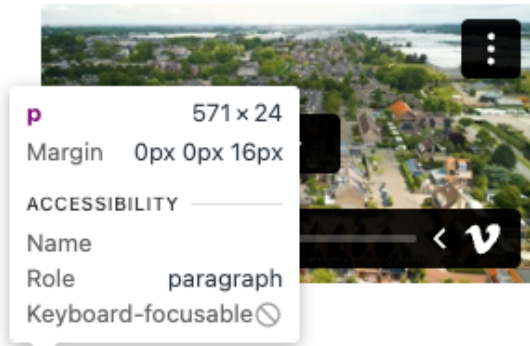 p 571 × 24
Margin 0px 0px 16px
ACCESSIBILITY
Name
Role paragraph
Keyboard-focusable